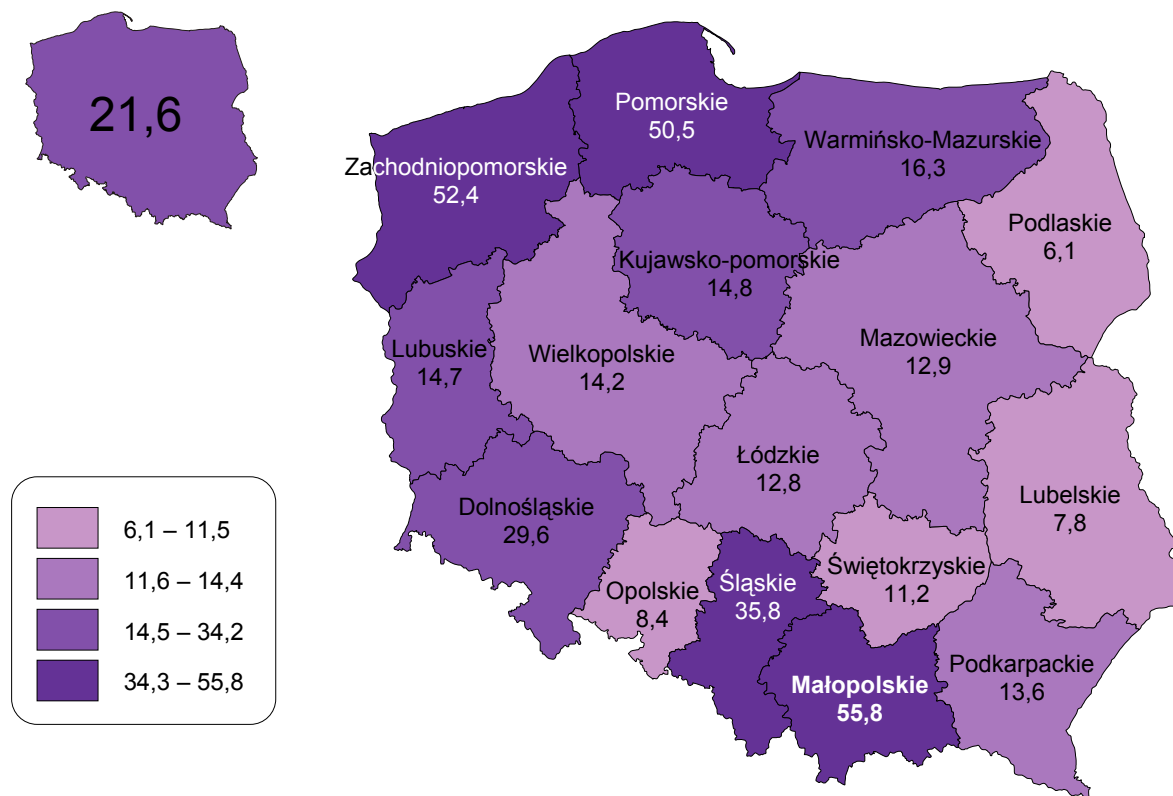 21,6
Pomorskie
50,5
Warmińsko-Mazurskie
16,3
Zachodniopomorskie
52,4
Podlaskie
6,1
Kujawsko-pomorskie
14,8
Mazowieckie
12,9
Lubuskie
14,7
Wielkopolskie
14,2
Łódzkie
12,8
Lubelskie
7,8
Dolnośląskie
29,6
Świętokrzyskie
11,2
Opolskie
8,4
Śląskie
35,8
Podkarpackie
13,6
Małopolskie
55,8
6,1 – 11,5
11,6 – 14,4
14,5 – 34,2
34,3 – 55,8